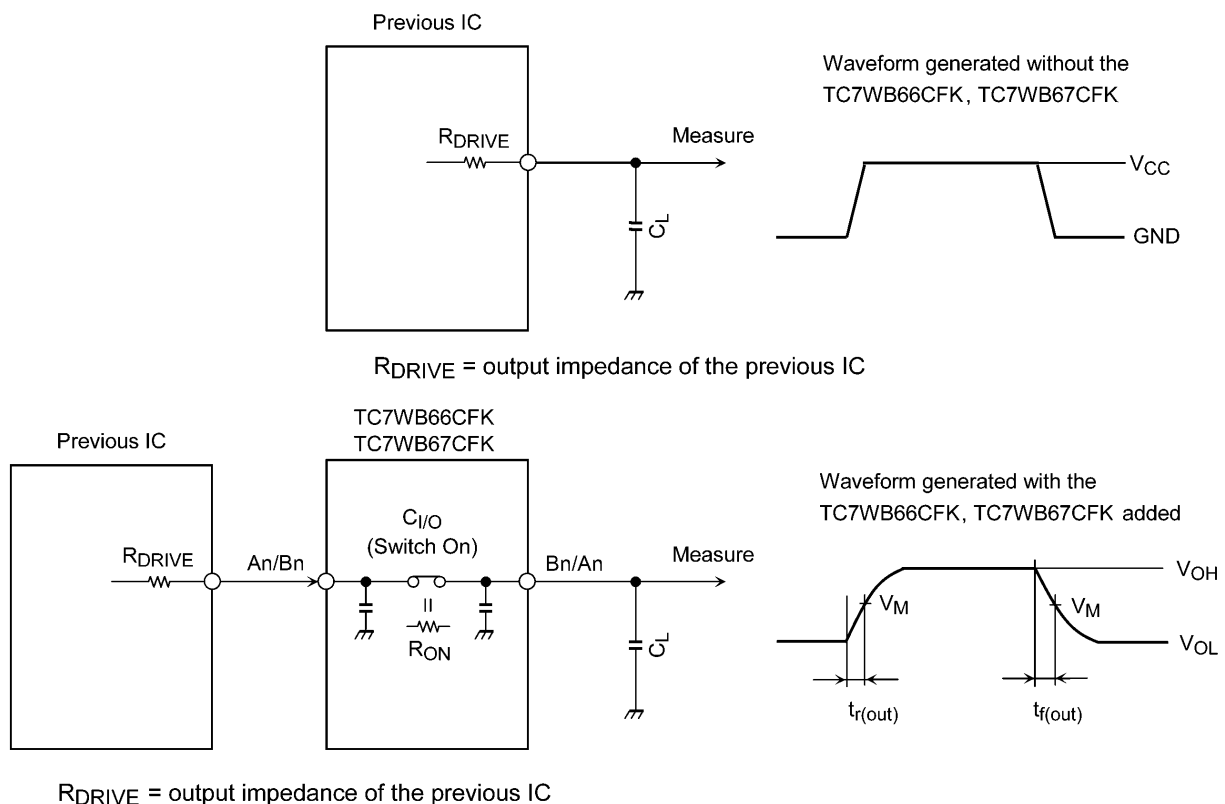 Previous IC
Waveform generated without the
TC7WB66CFK, TC7WB67CFK
RDRIVE
Measure
VCC
CL
GND
RDRIVE = output impedance of the previous IC
TC7WB66CFK
TC7WB67CFK
Previous IC
Waveform generated with the
TC7WB66CFK, TC7WB67CFK added
CI/O
(Switch On)
RDRIVE
An/Bn
Bn/An
Measure
VOH
VM
VM
RON
CL
VOL
tr(out)
tf(out)
RDRIVE = output impedance of the previous IC